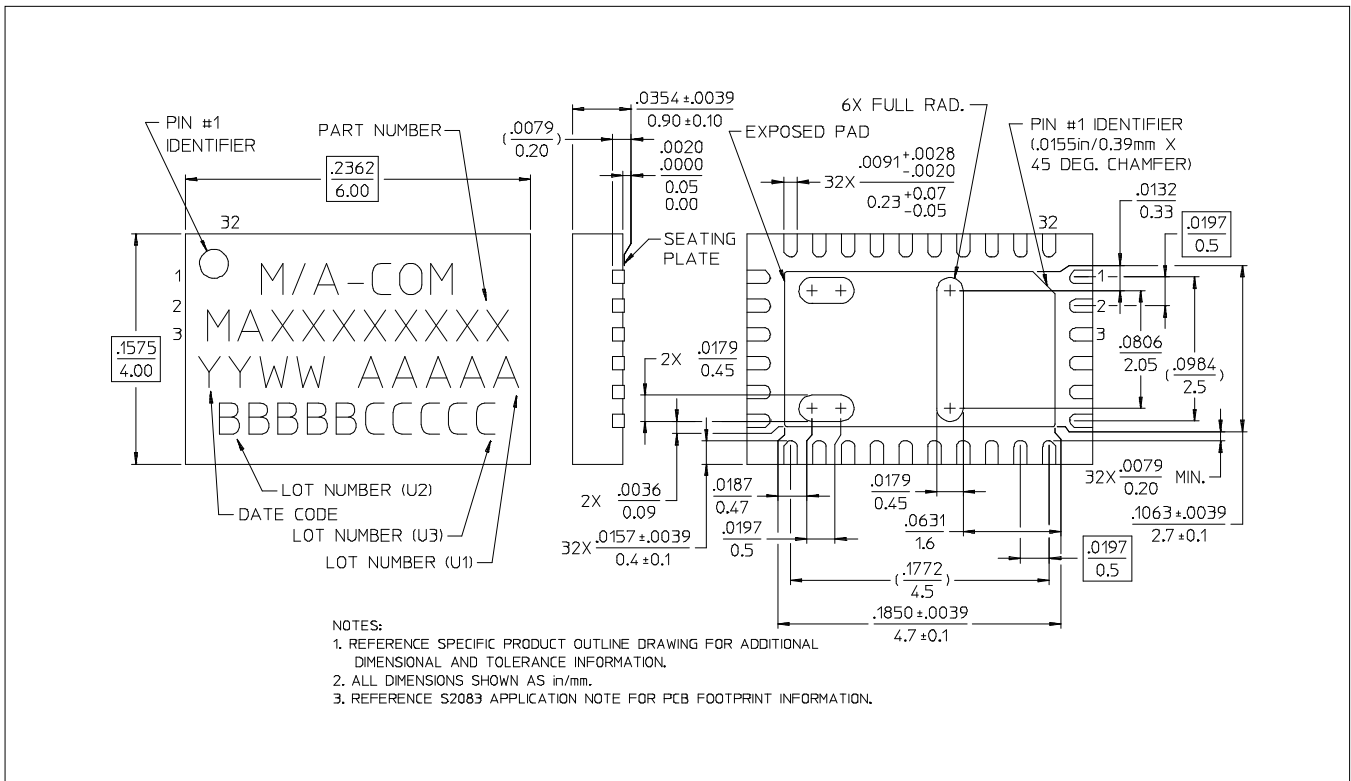 PIN #1
IDENTIFIER
PART NUMBER
.2362
6.00
32
1
2
3
.1575
4.00
M/A-COM
MAXXXXXXXXX
YYWW AAAAA
BBBBBCCCCC
LOT NUMBER (U2)
DATE CODE
LOT NUMBER (U3)
LOT NUMBER (U1)
.0354 ±.0039
0.90 ±0.10
(.0079
0.20)
.0020
.0000
0.05
0.00
SEATING
PLATE
EXPOSED PAD
6X FULL RAD.
32X .0091 +.0028
-.0020
0.23 +0.07
-0.05
PIN #1 IDENTIFIER
(.0155in/0.39mm X
45 DEG. CHAMFER)
32
.0132
0.33
.0197
0.5
1
2
3
.0806
2.05
(.0984
2.5)
2X .0179
0.45
2X .0036
0.09
32X .0157 ±.0039
0.4 ±0.1
.0187
0.47
.0197
0.5
.0179
0.45
.0631
1.6
32X .0079 MIN.
0.20
.1063 ±.0039
2.7 ±0.1
.0197
0.5
(.1772)
4.5
.1850 ±.0039
4.7 ±0.1
NOTES:
1. REFERENCE SPECIFIC PRODUCT OUTLINE DRAWING FOR ADDITIONAL
DIMENSIONAL AND TOLERANCE INFORMATION.
2. ALL DIMENSIONS SHOWN AS in/mm.
3. REFERENCE S2083 APPLICATION NOTE FOR PCB FOOTPRINT INFORMATION.